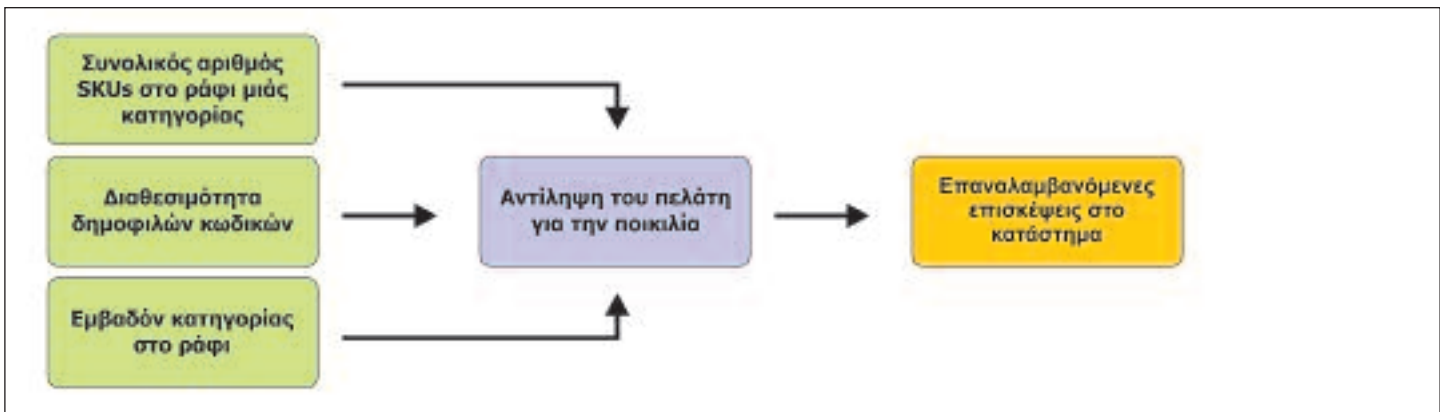 Συνολικός αριθμός
SKUs στο ράφι μιάς
κατηγορίας
Διαθεσιμότητα
δημοφιλών κωδικών
Εμβαδόν κατηγορίας
στο ράφι
Αντίληψη του πελάτη
για την ποικιλία
Επαναλαμβανόμενες
επισκέψεις στο
κατάστημα